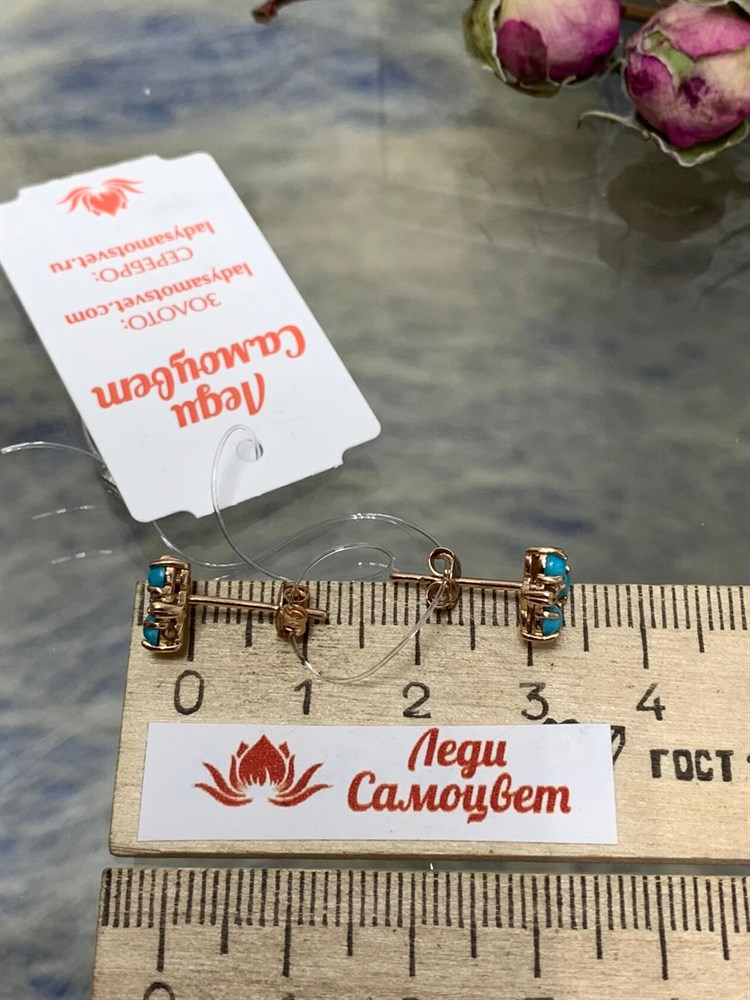 Леди
Самоцвет
ЗОЛОТО:
ladysamotsvet.com
СЕРЕБРО:
ladysamotsvet.ru
0 1 2 3 4
ГОСТ
Леди
Самоцвет